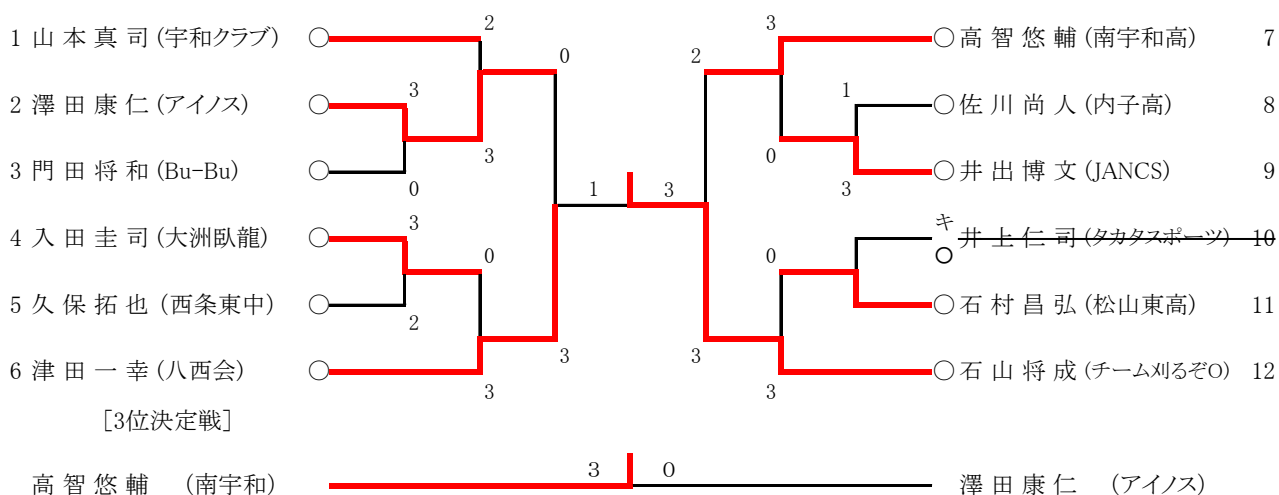 1 山本真司 (宇和クラブ) ○ 2
0
2 澤田康仁 (アイノス) ○ 3
3
3 門田将和 (Bu-Bu) ○ 0
4 入田圭司 (大洲臥龍) ○ 3
0
5 久保拓也 (西条東中) ○ 2
3
6 津田一幸 (八西会) ○ 3
1 3
3 ○ 高智悠輔 (南宇和高) 7
2
1 ○ 佐川尚人 (内子高) 8
0
3 ○ 井出博文 (JANCS) 9
キ
○ 井上仁司 (タカタスポーツ) 10
0
○ 石村昌弘 (松山東高) 11
3
3 ○ 石山将成 (チーム刈るぞO) 12
[3位決定戦]
高智悠輔 (南宇和) 3 0 澤田康仁 (アイノス)